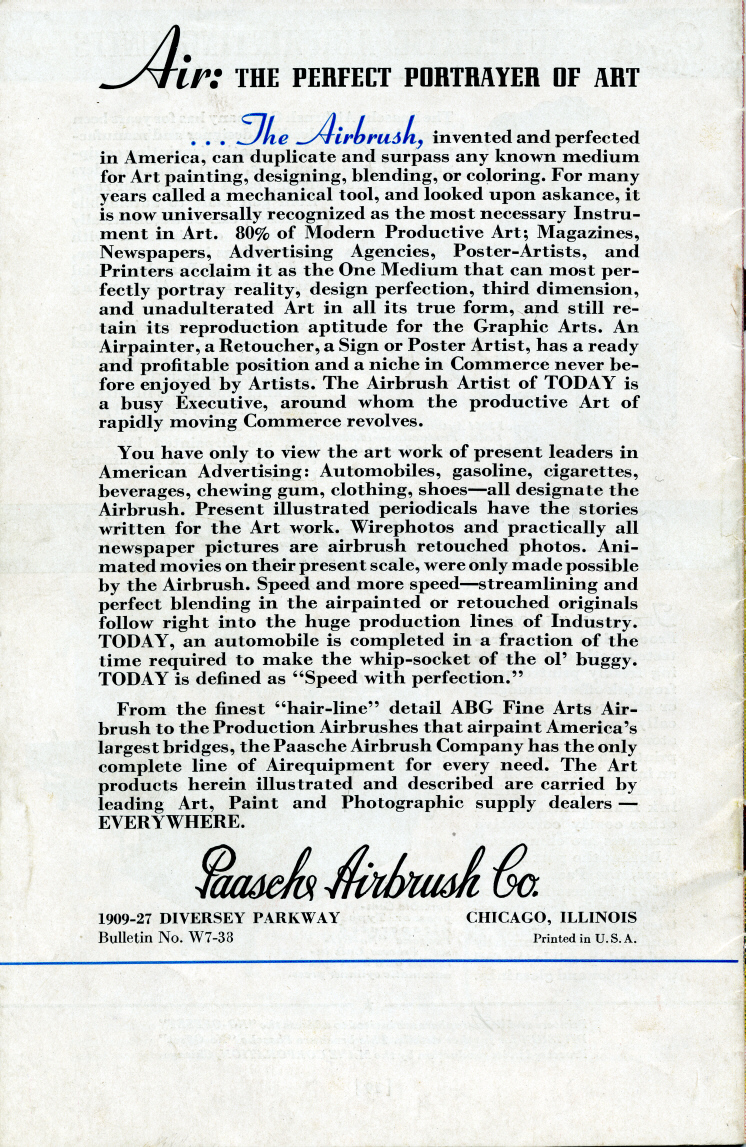 Air: THE PERFECT PORTRAYER OF ART
... The Airbrush, invented and perfected
in America, can duplicate and surpass any known medium
for Art painting, designing, blending, or coloring. For many
years called a mechanical tool, and looked upon askance, it
is now universally recognized as the most necessary Instru-
ment in Art. 80% of Modern Productive Art; Magazines,
Newspapers, Advertising Agencies, Poster-Artists, and
Printers acclaim it as the One Medium that can most per-
fectly portray reality, design perfection, third dimension,
and unadulterated Art in all its true form, and still re-
tain its reproduction aptitude for the Graphic Arts. An
Airpainter, a Retoucher, a Sign or Poster Artist, has a ready
and profitable position and a niche in Commerce never be-
fore enjoyed by Artists. The Airbrush Artist of TODAY is
a busy Executive, around whom the productive Art of
rapidly moving Commerce revolves.
You have only to view the art work of present leaders in
American Advertising: Automobiles, gasoline, cigarettes,
beverages, chewing gum, clothing, shoes—all designate the
Airbrush. Present illustrated periodicals have the stories
written for the Art work. Wirephotos and practically all
newspaper pictures are airbrush retouched photos. Ani-
mated movies on their present scale, were only made possible
by the Airbrush. Speed and more speed—streamlining and
perfect blending in the airpainted or retouched originals
follow right into the huge production lines of Industry.
TODAY, an automobile is completed in a fraction of the
time required to make the whip-socket of the ol' buggy.
TODAY is defined as "Speed with perfection."
From the finest "hair-line" detail ABG Fine Arts Air-
brush to the Production Airbrushes that airpaint America's
largest bridges, the Paasche Airbrush Company has the only
complete line of Airequipment for every need. The Art
products herein illustrated and described are carried by
leading Art, Paint and Photographic supply dealers —
EVERYWHERE.
Paasche Airbrush Co.
1909-27 DIVERSEY PARKWAY CHICAGO, ILLINOIS
Bulletin No. W7-38 Printed in U.S.A.